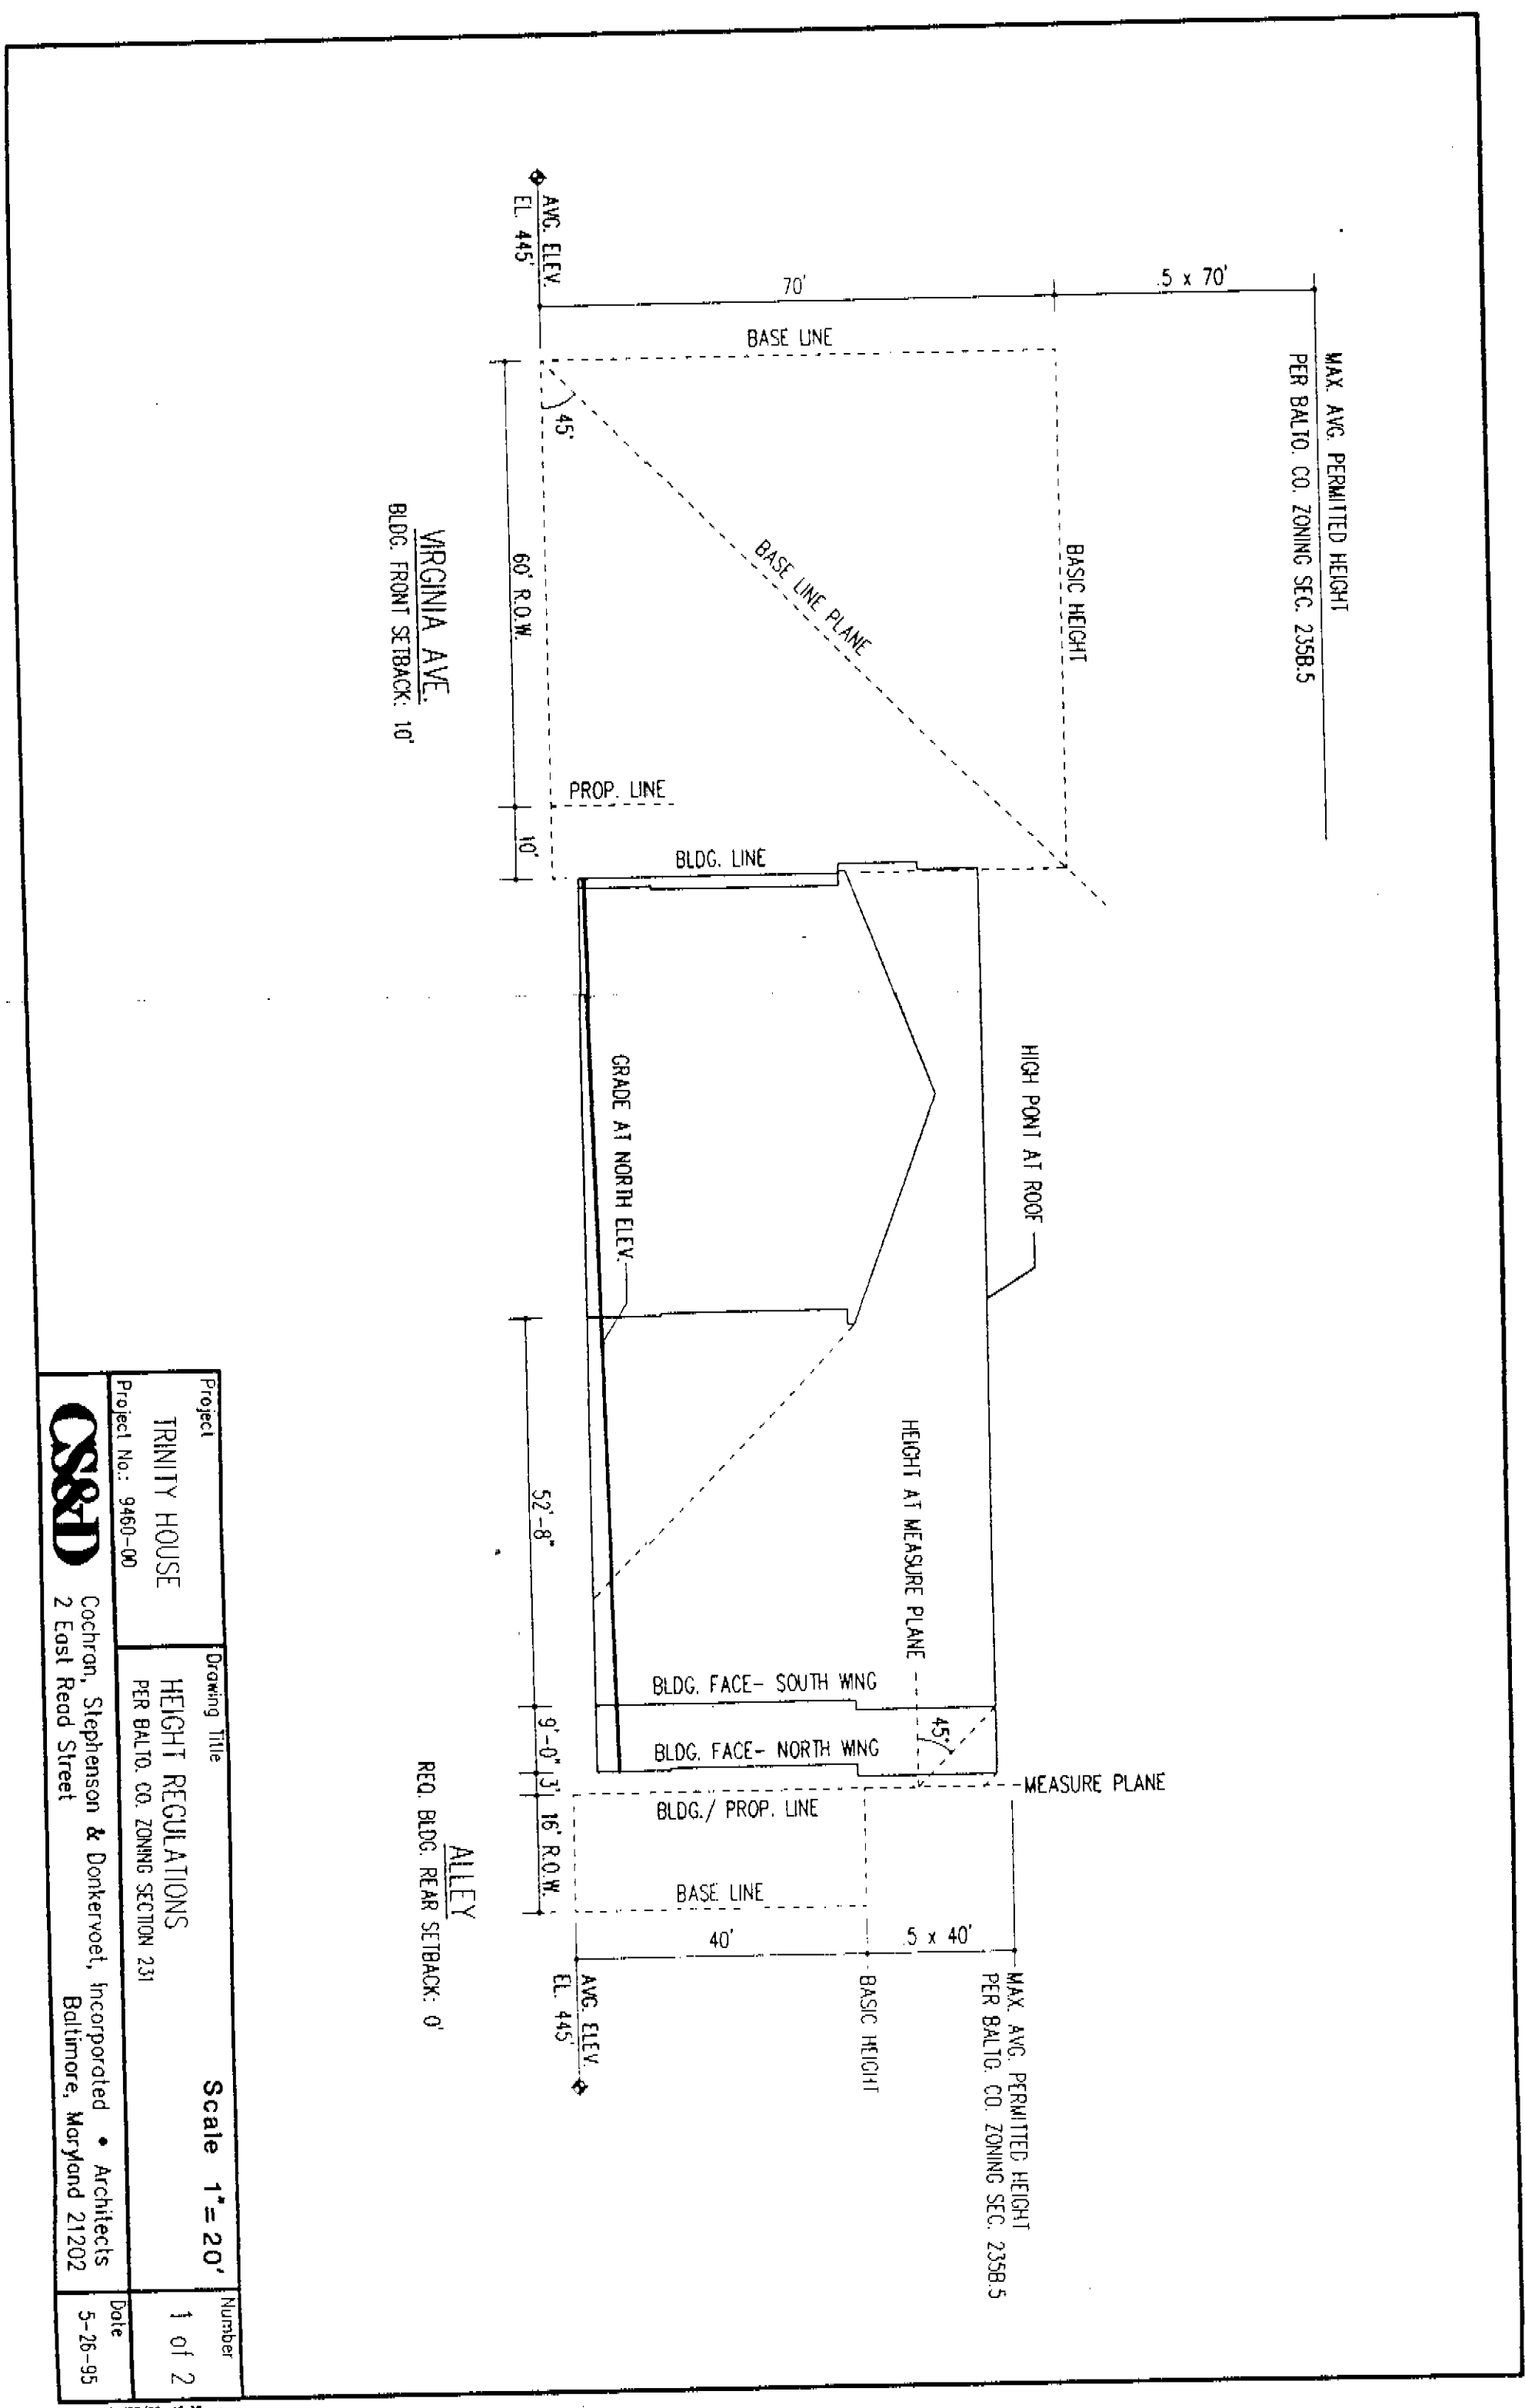 MAX. AVG. PERMITTED HEIGHT
PER BALTO. CO. ZONING SEC. 235B.5
.5 x 70'
70'
AVG. ELEV.
EL. 445'
BASE LINE
45°
BASE LINE PLANE
BASIC HEIGHT
60' R.O.W.
10'
VIRGINIA AVE.
BLDG. FRONT SETBACK: 10'
PROP. LINE
BLDG. LINE
HIGH PONT AT ROOF
GRADE AT NORTH ELEV.
HEIGHT AT MEASURE PLANE
52'-8"
BLDG. FACE- SOUTH WING
45°
BLDG. FACE- NORTH WING
9'-0"
3'
16' R.O.W.
MEASURE PLANE
BLDG./ PROP. LINE
BASE LINE
ALLEY
REQ. BLDG. REAR SETBACK: 0'
40'
.5 x 40'
MAX. AVG. PERMITTED HEIGHT
PER BALTO. CO. ZONING SEC. 235B.5
BASIC HEIGHT
AVG. ELEV.
EL. 445'
Project
TRINITY HOUSE
Project No.: 9460-00
Drawing Title
HEIGHT REGULATIONS
PER BALTO. CO. ZONING SECTION 231
Scale 1"= 20'
Number
1 of 2
CS&D
Cochran, Stephenson & Donkervoet, Incorporated • Architects
2 East Read Street Baltimore, Maryland 21202
Date
5-26-95